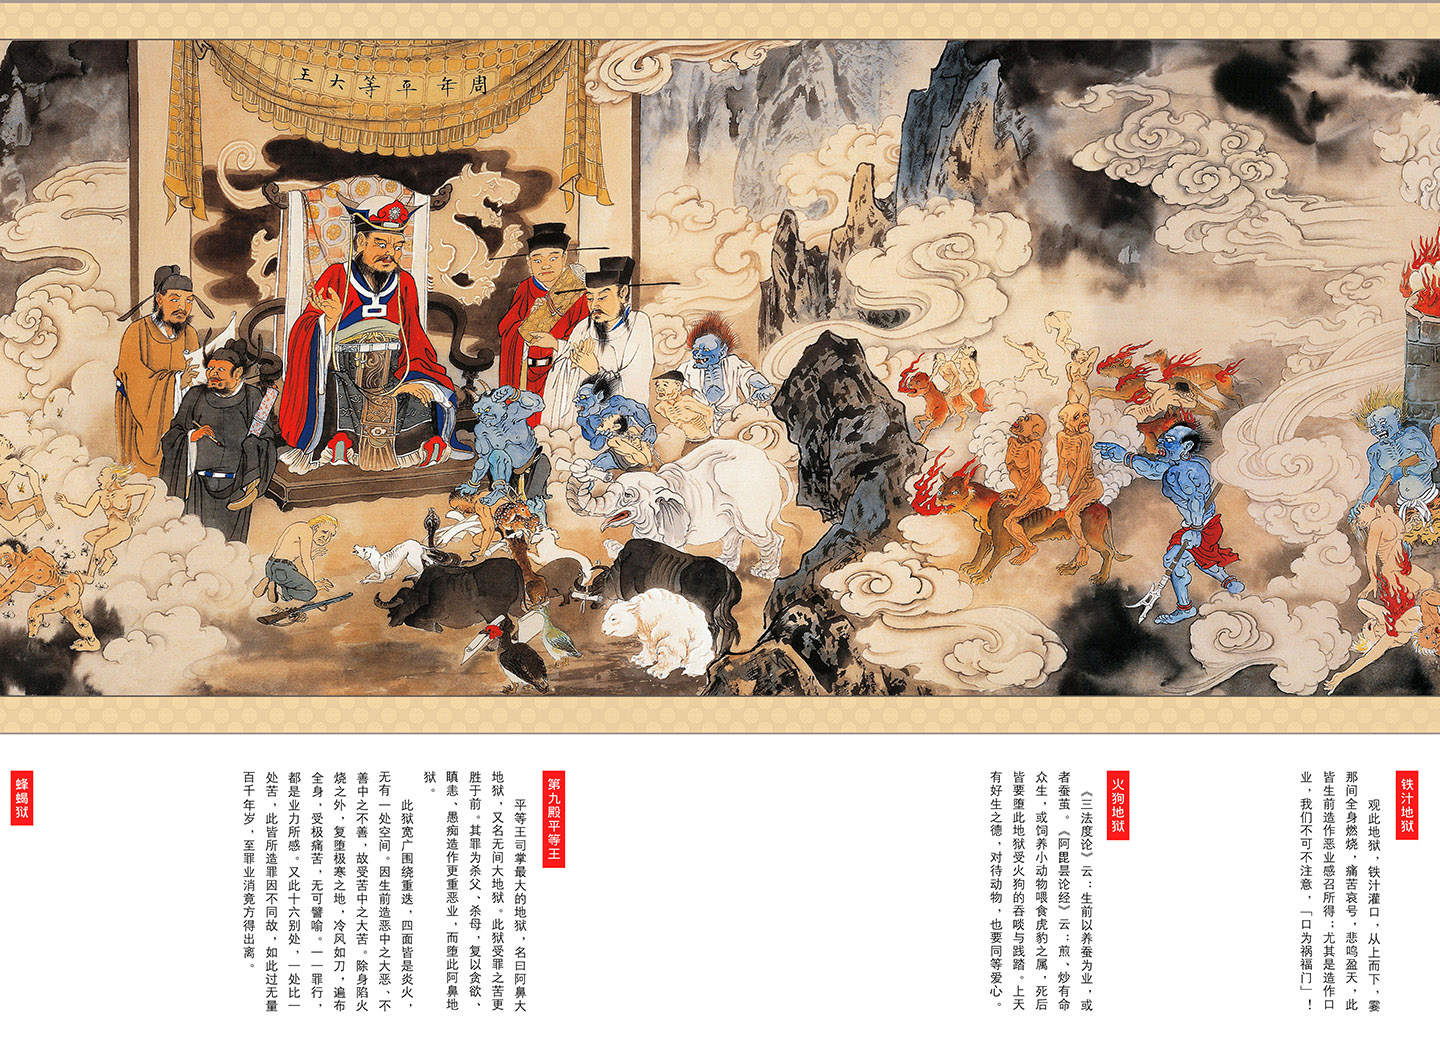 周年平等大王
铁汁地狱
观此地狱，铁汁灌口，从上而下，霎
那间全身燃烧，痛苦哀号，悲鸣盈天，此
皆生前造作恶业感召所得；尤其是造作口
业，我们不可不注意，「口为祸福门」！
火狗地狱
《三法度论》云：生前以养蚕为业，或
者蚕茧。《阿毘昙论经》云：煎、炒有命
众生，或饲养小动物喂食虎豹之属，死后
皆要堕此地狱受火狗的吞啖与践踏。上天
有好生之德，对待动物，也要同等爱心。
第九殿平等王
平等王司掌最大的地狱，名曰阿鼻大
地狱，又名无间大地狱。此狱受罪之苦更
胜于前。其罪为杀父、杀母，复以贪欲、
瞋恚、愚痴造作更重恶业，而堕此阿鼻地
狱。
此狱宽广围绕重迭，四面皆是炎火，
无有一处空间。因生前造恶中之大恶、不
善中之不善，故受苦中之大苦。除身陷火
烧之外，复堕极寒之地，冷风如刀，遍布
全身，受极痛苦，无可譬喻。一一罪行，
都是业力所感。又此十六别处，一处比一
处苦，此皆所造罪因不同故，如此过无量
百千年岁，至罪业消竟方得出离。
蜂蝎狱